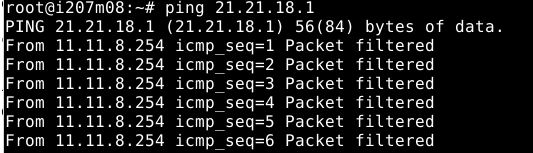 root@i207m08:~# ping 21.21.18.1
PING 21.21.18.1 (21.21.18.1) 56(84) bytes of data.
From 11.11.8.254 icmp_seq=1 Packet filtered
From 11.11.8.254 icmp_seq=2 Packet filtered
From 11.11.8.254 icmp_seq=3 Packet filtered
From 11.11.8.254 icmp_seq=4 Packet filtered
From 11.11.8.254 icmp_seq=5 Packet filtered
From 11.11.8.254 icmp_seq=6 Packet filtered